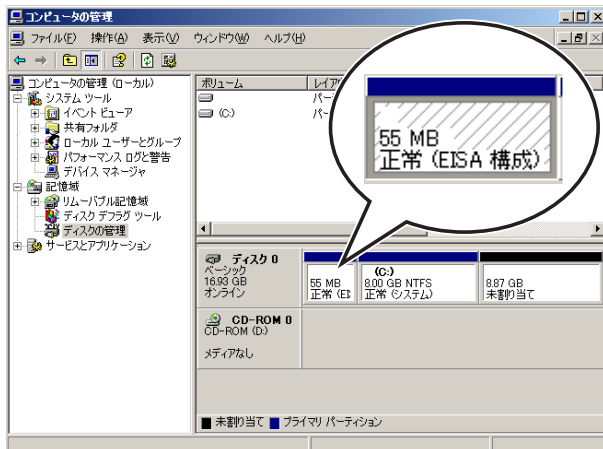 コンピュータの管理
ファイル(F) 操作(A) 表示(V) ウィンドウ(W) ヘルプ(H)
コンピュータの管理 (ローカル)
システム ツール
イベント ビューア
共有フォルダ
ローカル ユーザーとグループ
パフォーマンス ログと警告
デバイス マネージャ
記憶域
リムーバブル記憶域
ディスク デフラグ ツール
ディスクの管理
サービスとアプリケーション
ボリューム レイア
パー
(C:) パー
55 MB
正常 (EISA 構成)
ディスク 0
ベーシック
16.93 GB
オンライン
55 MB
正常 (EI
(C:)
8.00 GB NTFS
正常 (システム)
8.87 GB
未割り当て
CD-ROM 0
CD-ROM (D:)
メディアなし
未割り当て プライマリ パーティション